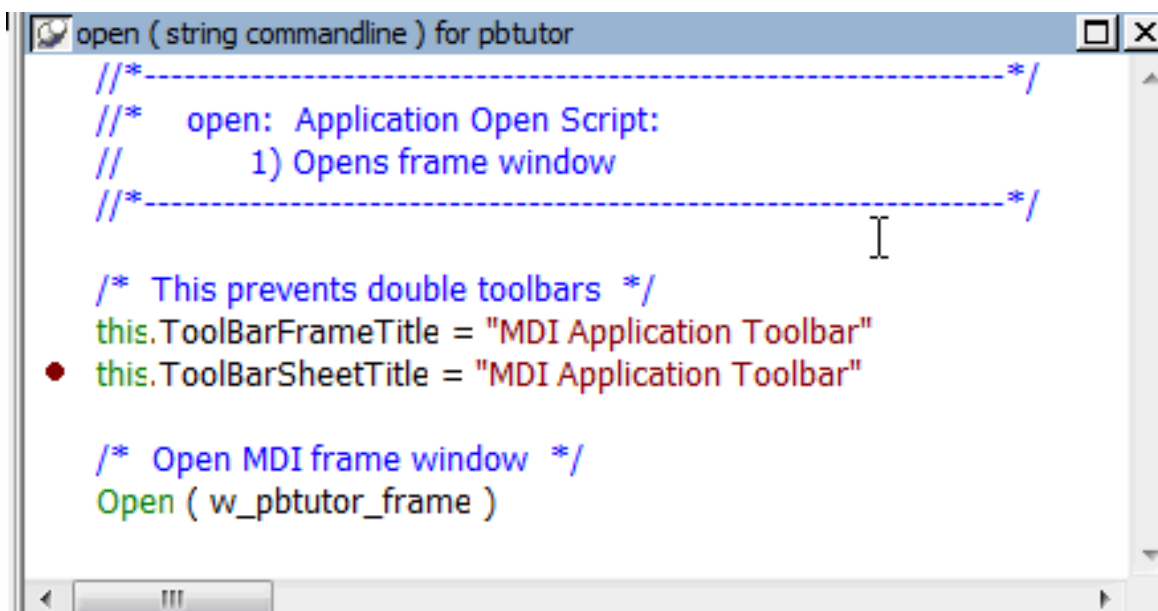 open ( string commandline ) for pbtutor
//*-----------------------------------------------------------------*/
//*    open:  Application Open Script:
//         1) Opens frame window
//*-----------------------------------------------------------------*/
/*  This prevents double toolbars  */
this.ToolBarFrameTitle = "MDI Application Toolbar"
this.ToolBarSheetTitle = "MDI Application Toolbar"
/*  Open MDI frame window  */
Open ( w_pbtutor_frame )